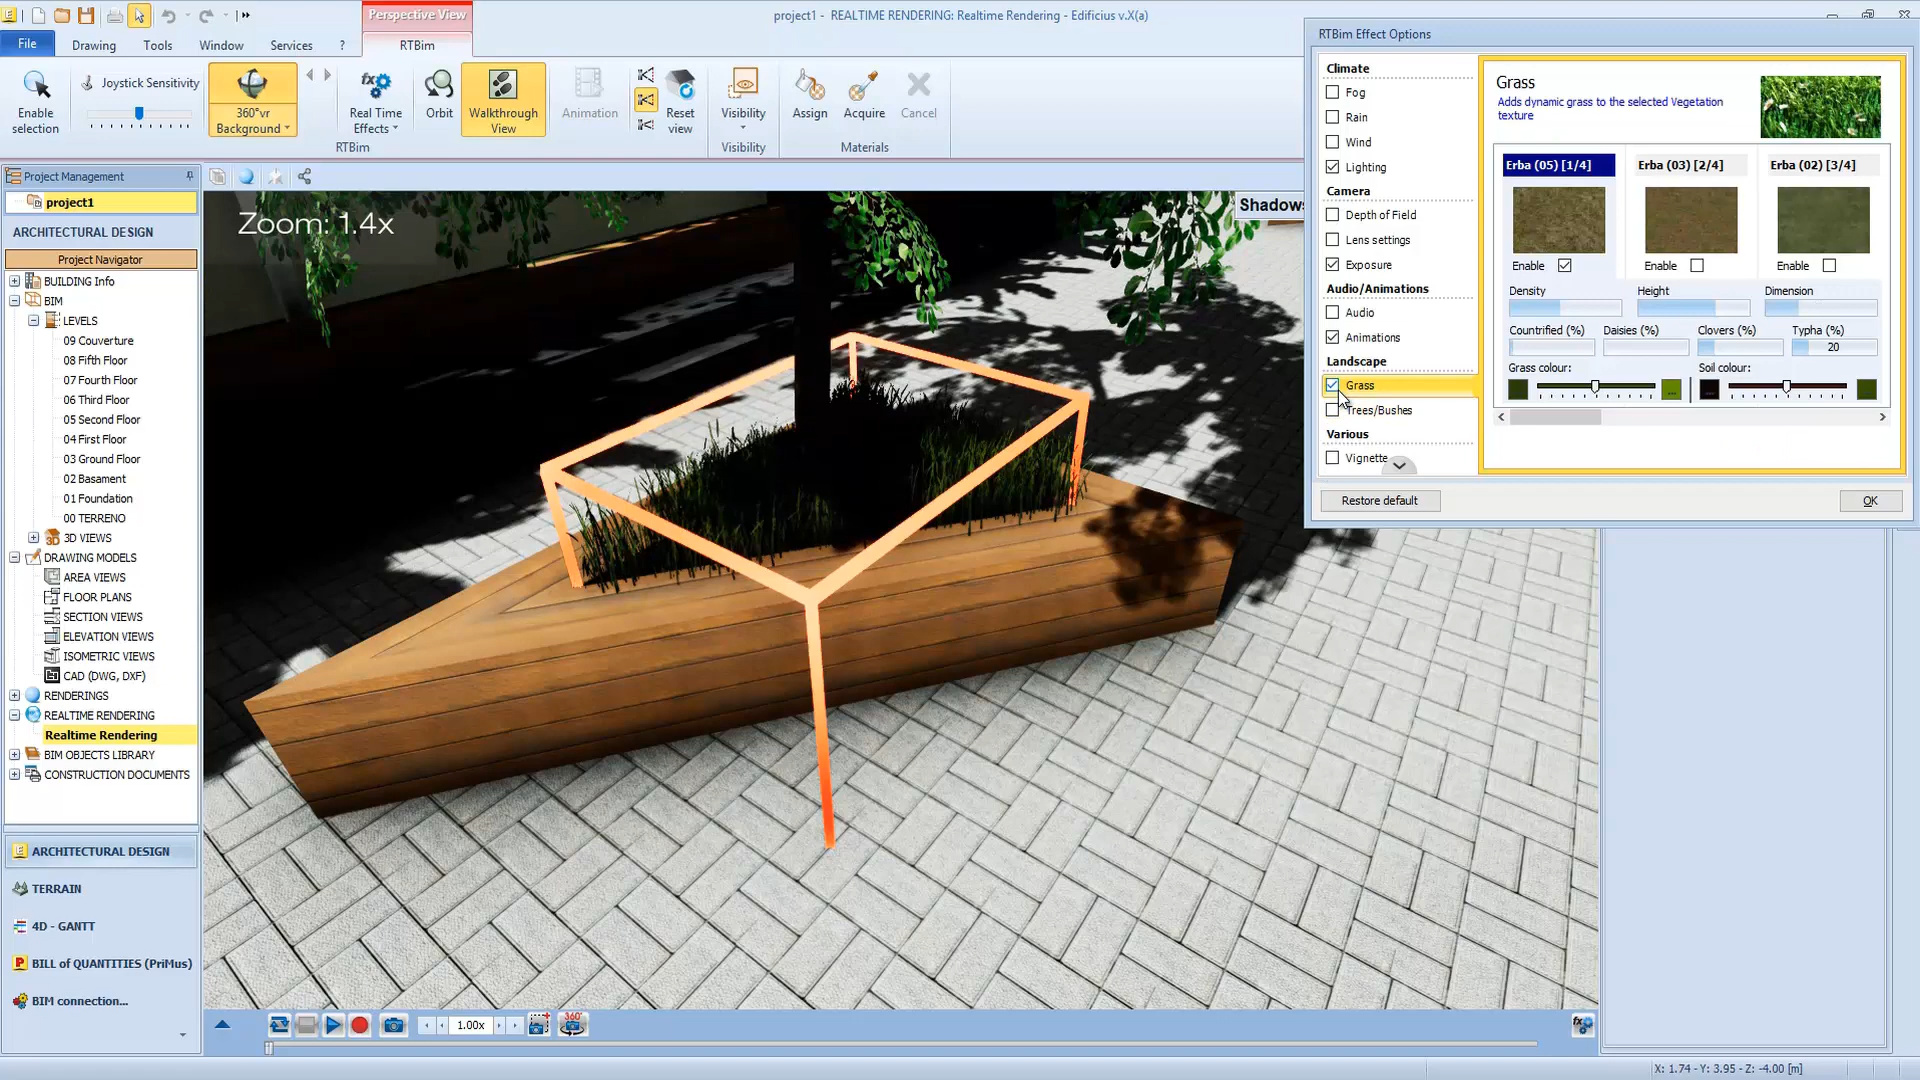 project1 - REALTIME RENDERING: Realtime Rendering - Edificius v.X(a)
Perspective View
File
Drawing
Tools
Window
Services
?
RTBim
Enable selection
Joystick Sensitivity
360°vr Background
Real Time Effects
Orbit
Walkthrough View
Animation
Reset view
Visibility
Assign
Acquire
Cancel
RTBim
Visibility
Materials
Project Management
project1
ARCHITECTURAL DESIGN
Project Navigator
BUILDING Info
BIM
LEVELS
09 Couverture
08 Fifth Floor
07 Fourth Floor
06 Third Floor
05 Second Floor
04 First Floor
03 Ground Floor
02 Basament
01 Foundation
00 TERRENO
3D VIEWS
DRAWING MODELS
AREA VIEWS
FLOOR PLANS
SECTION VIEWS
ELEVATION VIEWS
ISOMETRIC VIEWS
CAD (DWG, DXF)
RENDERINGS
REALTIME RENDERING
Realtime Rendering
BIM OBJECTS LIBRARY
CONSTRUCTION DOCUMENTS
ARCHITECTURAL DESIGN
TERRAIN
4D - GANTT
BILL of QUANTITIES (PriMus)
BIM connection...
Zoom: 1.4x
Shadows
RTBim Effect Options
Climate
Fog
Rain
Wind
Lighting
Camera
Depth of Field
Lens settings
Exposure
Audio/Animations
Audio
Animations
Landscape
Grass
Trees/Bushes
Various
Vignette
Restore default
OK
Grass
Adds dynamic grass to the selected Vegetation
texture
Erba (05) [1/4]
Erba (03) [2/4]
Erba (02) [3/4]
Enable
Enable
Enable
Density
Height
Dimension
Countrified (%)
Daisies (%)
Clovers (%)
Typha (%)
20
Grass colour:
Soil colour:
1.00x
360°
X: 1.74 - Y: 3.95 - Z: -4.00 [m]